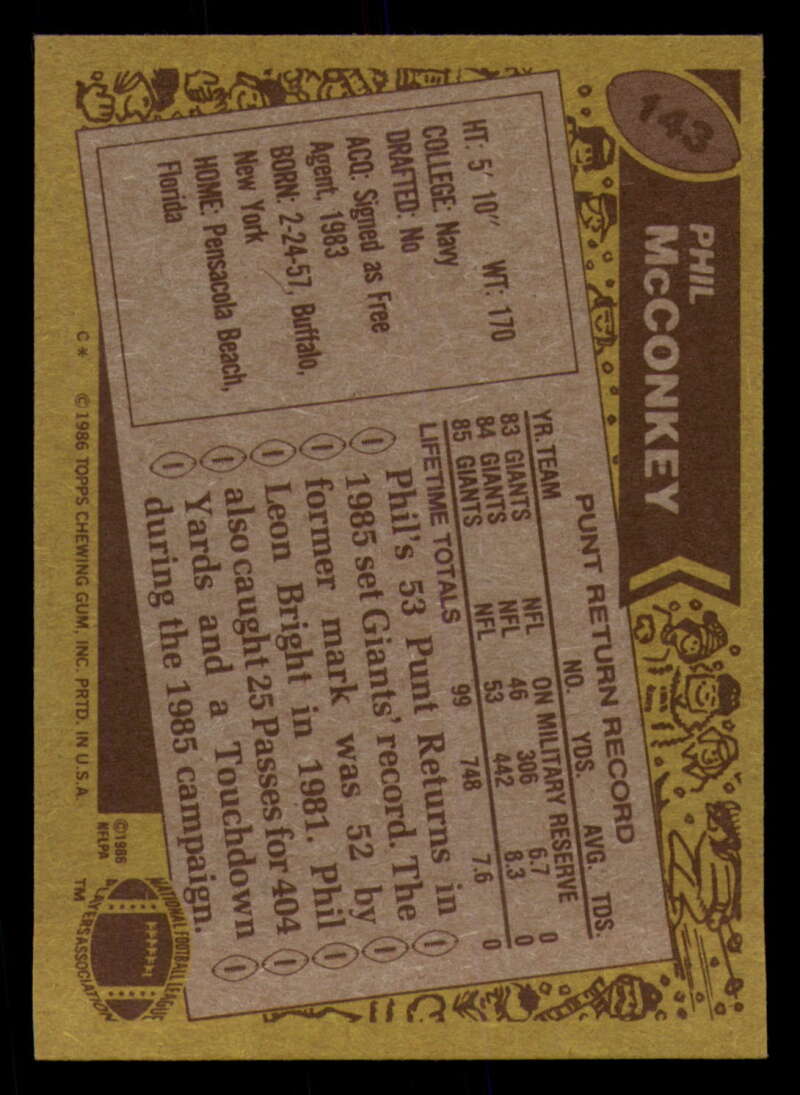 143
PHIL
McCONKEY
HT: 5' 10" WT: 170
COLLEGE: Navy
DRAFTED: No
ACQ: Signed as Free
Agent, 1983
BORN: 2-24-57, Buffalo,
New York
HOME: Pensacola Beach,
Florida
PUNT RETURN RECORD
YR. TEAM NO. YDS. AVG. TDS.
83 GIANTS NFL ON MILITARY RESERVE
84 GIANTS NFL 46 306 6.7 0
85 GIANTS NFL 53 442 8.3 0
LIFETIME TOTALS 99 748 7.6 0
Phil's 53 Punt Returns in
1985 set Giants' record. The
former mark was 52 by
Leon Bright in 1981. Phil
also caught 25 Passes for 404
Yards and a Touchdown
during the 1985 campaign.
C* ©1986 TOPPS CHEWING GUM, INC. PRTD. IN U.S.A.
©1986
NFLPA
TM
NATIONAL FOOTBALL LEAGUE
PLAYERS ASSOCIATION